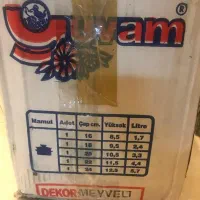 Yuvam ®
Mamul Adet Çap cm. Yüksek Litre
1 16 8,5 1,7
1 18 9,5 2,4
1 20 10,5 3,3
1 22 11,5 4,4
1 24 12,5 5,7
DEKOR-MEYVELİ